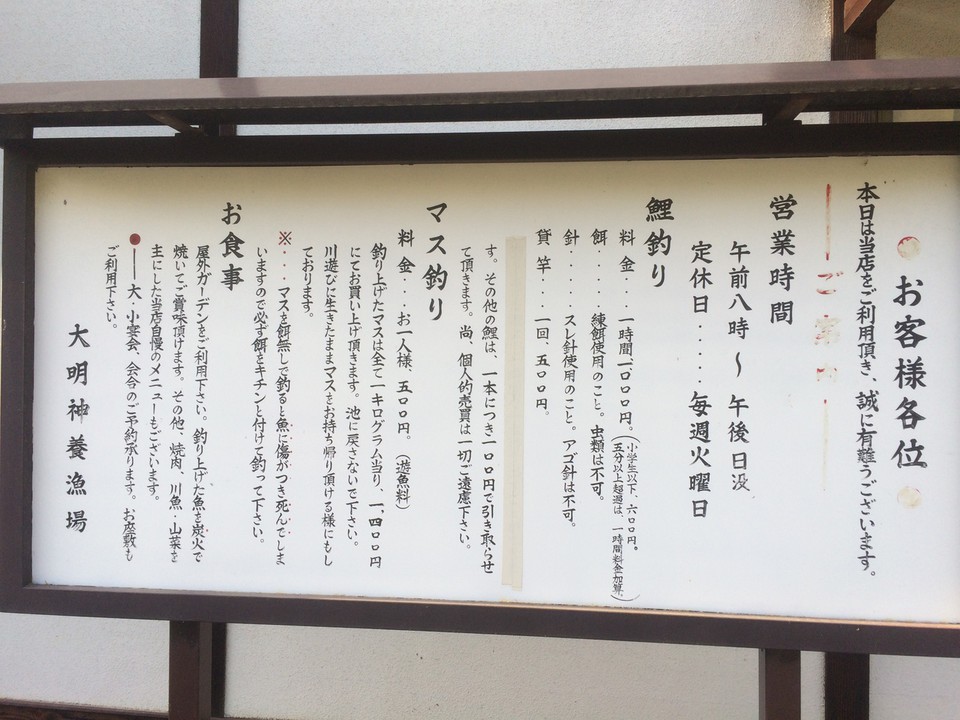 お客様各位
本日は当店をご利用頂き、誠に有難うございます。
ご案内
営業時間
午前八時～午後日没
定休日・・・・・毎週火曜日
鯉釣り
料金・・一時間、一、〇〇〇円。(小学生以下、六〇〇円。五分以上超過は、一時間料金加算。)
餌・・・・練餌使用のこと。虫類は不可。
針・・・・スレ針使用のこと。アゴ針は不可。
貸竿・・・一回、五〇〇円。
す。その他の鯉は、一本につき一〇〇円で引き取らせ
て頂きます。尚、個人的売買は一切ご遠慮下さい。
マス釣り
料金・・お一人様、五〇〇円。(遊魚料)
釣り上げたマスは全て一キログラム当り、一、四〇〇円
にてお買い上げ頂きます。池に戻さないで下さい。
川遊びに生きたままマスをお持ち帰り頂ける様にもし
ております。
※・・・マスを餌無しで釣ると魚に傷がつき死んでしま
いますので必ず餌をキチンと付けて釣って下さい。
お食事
屋外ガーデンをご利用下さい。釣り上げた魚を炭火で
焼いてご賞味頂けます。その他、焼肉、川魚・山菜を
主にした当店自慢のメニューもございます。
●――大・小宴会、会合のご予約承ります。お座敷も
ご利用下さい。
大明神養漁場